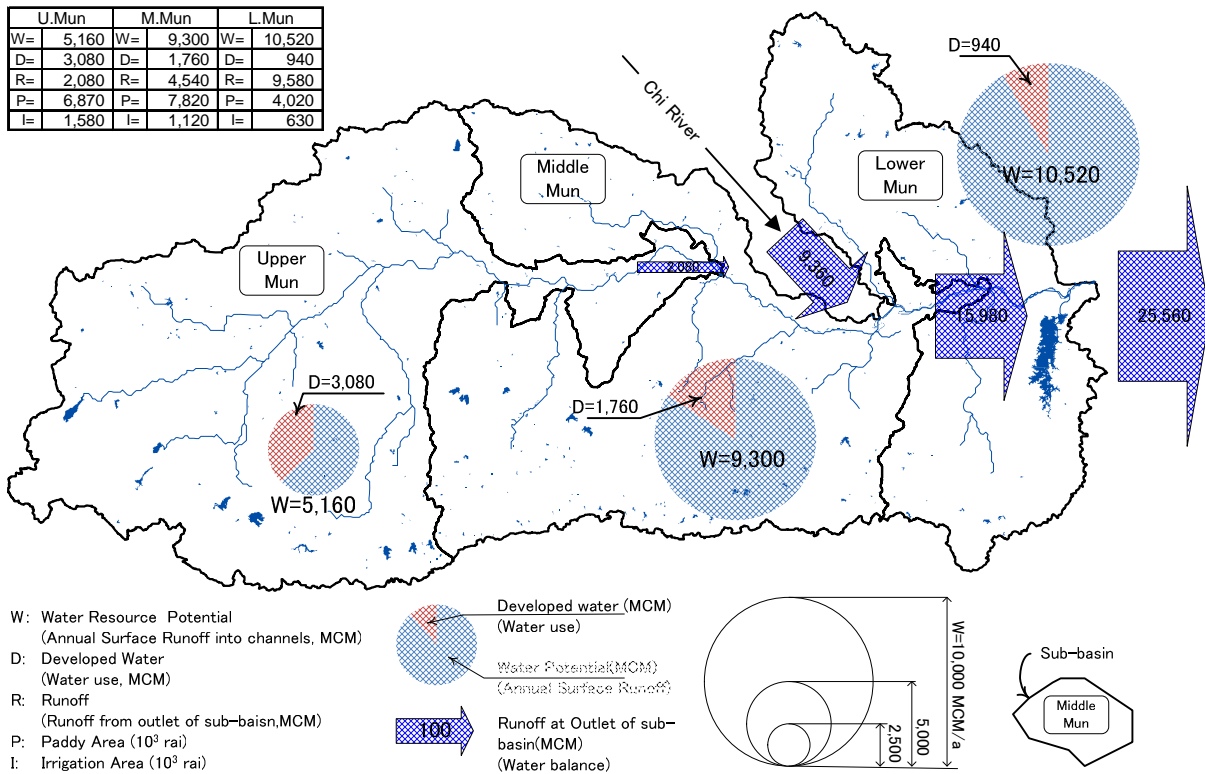 U.Mun M.Mun L.Mun
W= 5,160 W= 9,300 W= 10,520
D= 3,080 D= 1,760 D= 940
R= 2,080 R= 4,540 R= 9,580
P= 6,870 P= 7,820 P= 4,020
I= 1,580 I= 1,120 I= 630
D=940
Chi River
Middle
Mun
Lower
Mun
W=10,520
Upper
Mun
2,080
9,360
15,980
25,560
D=3,080
W=5,160
D=1,760
W=9,300
W: Water Resource Potential
(Annual Surface Runoff into channels, MCM)
D: Developed Water
(Water use, MCM)
R: Runoff
(Runoff from outlet of sub-baisn,MCM)
P: Paddy Area (10³ rai)
I: Irrigation Area (10³ rai)
Developed water (MCM)
(Water use)
Water Potential(MCM)
(Annual Surface Runoff)
100
Runoff at Outlet of sub-
basin(MCM)
(Water balance)
W=10,000 MCM/a
5,000
2,500
Sub-basin
Middle
Mun